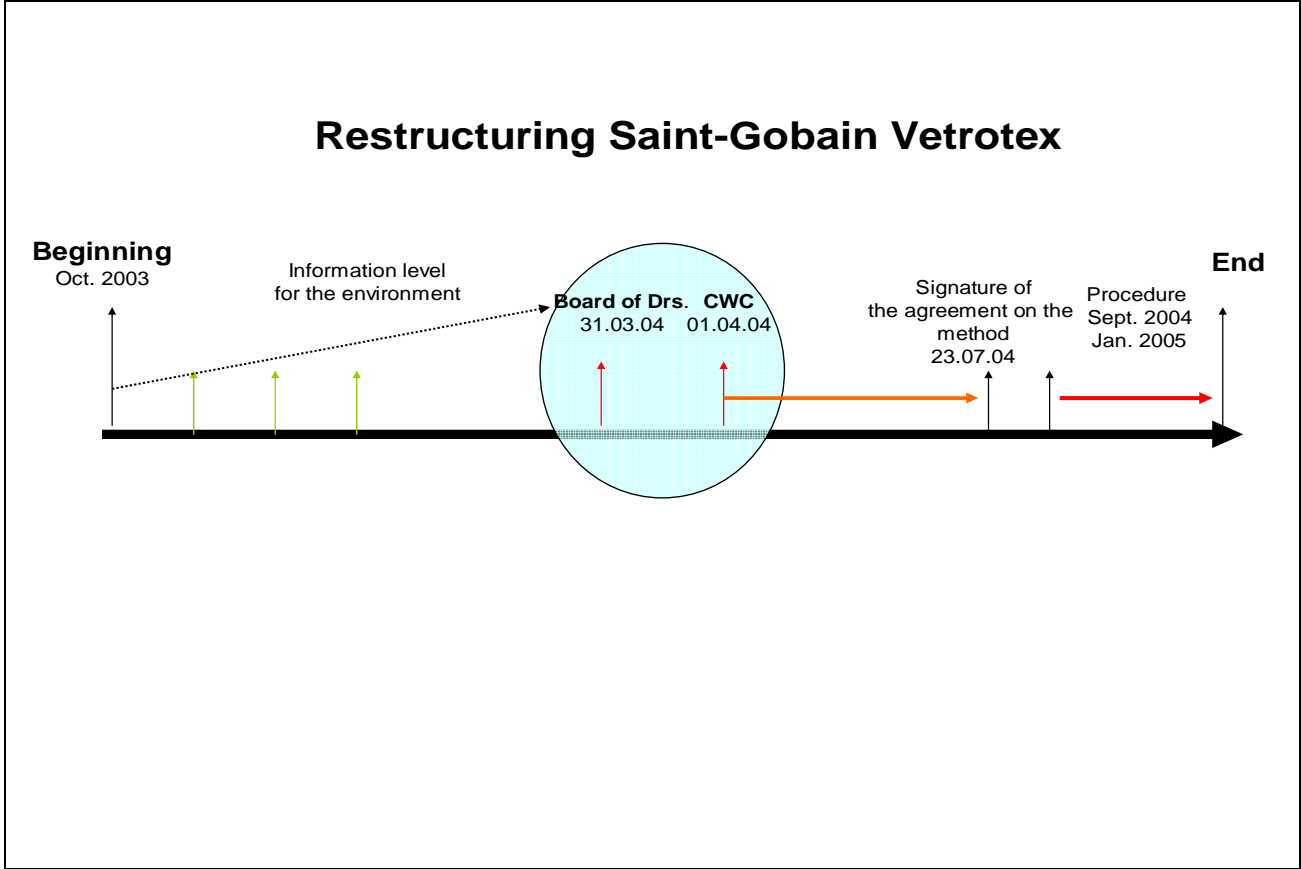 Restructuring Saint-Gobain Vetrotex
Beginning
Oct. 2003
Information level
for the environment
Board of Drs.
31.03.04
CWC
01.04.04
Signature of
the agreement on the
method
23.07.04
Procedure
Sept. 2004
Jan. 2005
End